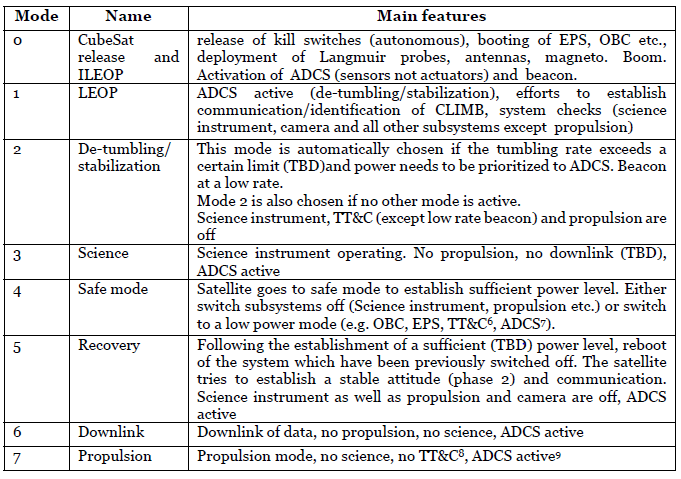 Mode Name Main features
0 CubeSat release of kill switches (autonomous), booting of EPS, OBC etc.,
release and deployment of Langmuir probes, antennas, magneto. Boom.
ILEOP Activation of ADCS (sensors not actuators) and beacon.
1 LEOP ADCS active (de-tumbling/stabilization), efforts to establish
communication/identification of CLIMB, system checks (science
instrument, camera and all other subsystems except propulsion)
2 De-tumbling/ This mode is automatically chosen if the tumbling rate exceeds a
stabilization certain limit (TBD)and power needs to be prioritized to ADCS. Beacon
at a low rate.
Mode 2 is also chosen if no other mode is active.
Science instrument, TT&C (except low rate beacon) and propulsion are
off
3 Science Science instrument operating. No propulsion, no downlink (TBD),
ADCS active
4 Safe mode Satellite goes to safe mode to establish sufficient power level. Either
switch subsystems off (Science instrument, propulsion etc.) or switch
to a low power mode (e.g. OBC, EPS, TT&C⁶, ADCS⁷).
5 Recovery Following the establishment of a sufficient (TBD) power level, reboot
of the system which have been previously switched off. The satellite
tries to establish a stable attitude (phase 2) and communication.
Science instrument as well as propulsion and camera are off, ADCS
active
6 Downlink Downlink of data, no propulsion, no science, ADCS active
7 Propulsion Propulsion mode, no science, no TT&C⁸, ADCS active⁹